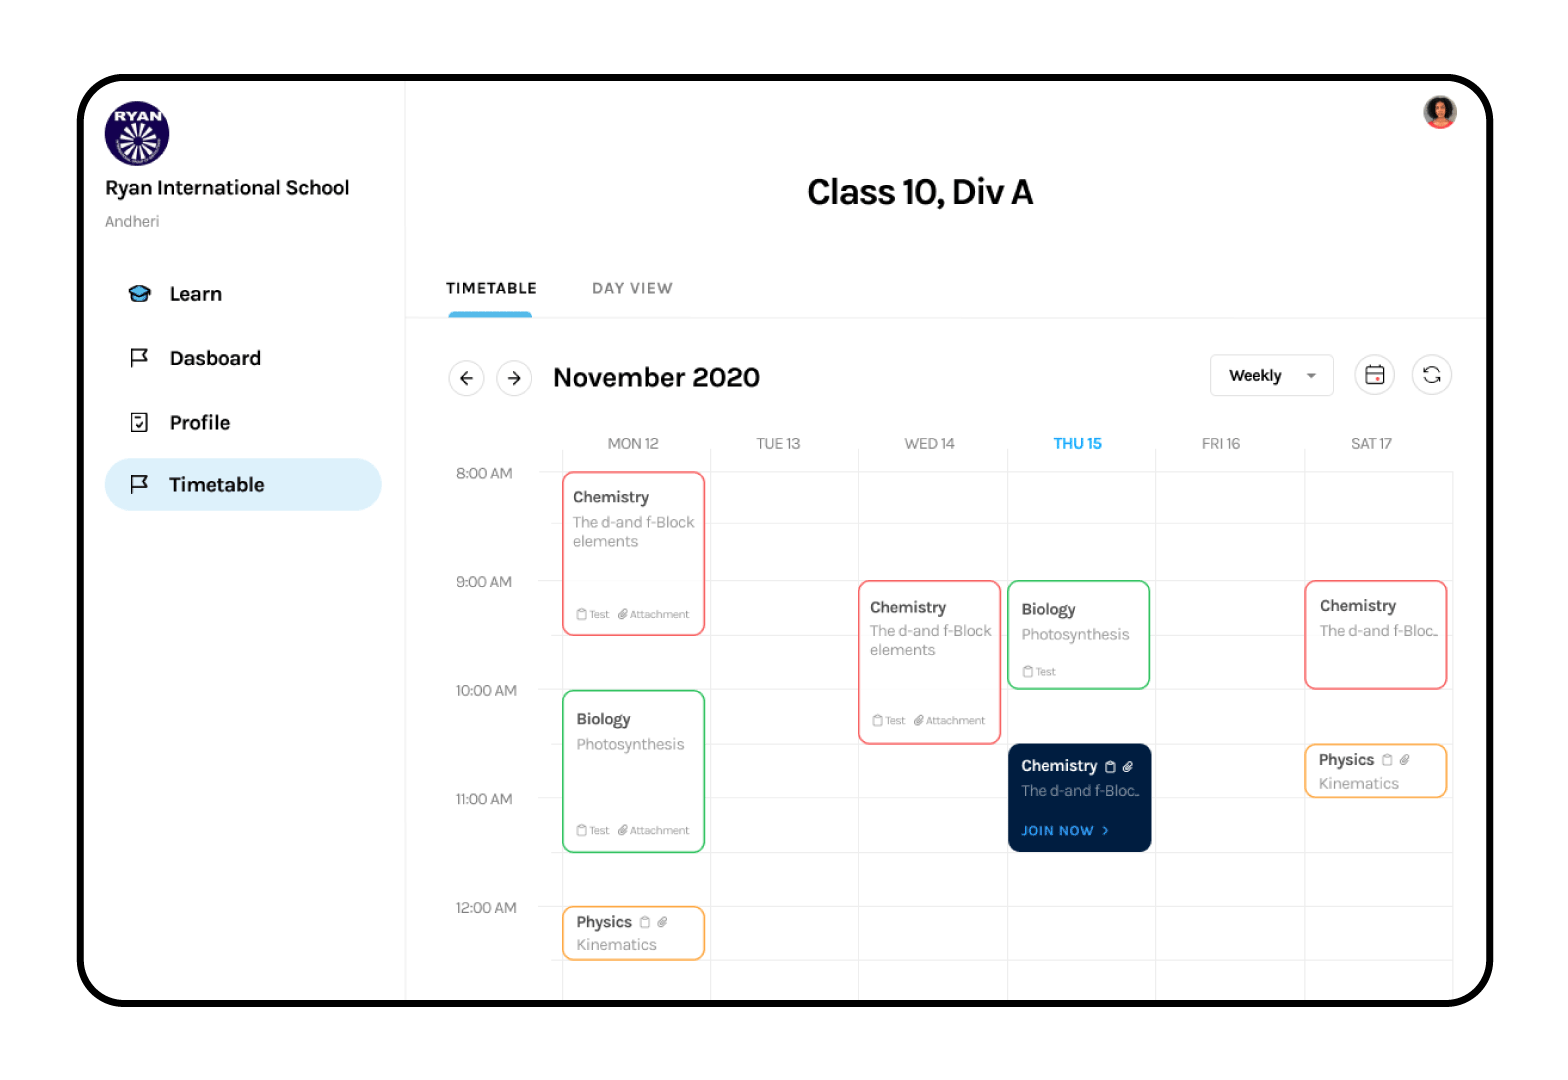 RYAN
Ryan International School
Andheri
Learn
Dasboard
Profile
Timetable
Class 10, Div A
TIMETABLE
DAY VIEW
November 2020
Weekly
MON 12
TUE 13
WED 14
THU 15
FRI 16
SAT 17
8:00 AM
9:00 AM
10:00 AM
11:00 AM
12:00 AM
Chemistry
The d-and f-Block
elements
Test Attachment
Biology
Photosynthesis
Test Attachment
Physics
Kinematics
Chemistry
The d-and f-Block
elements
Test Attachment
Biology
Photosynthesis
Test
Chemistry
The d-and f-Bloc...
JOIN NOW >
Chemistry
The d-and f-Bloc...
Physics
Kinematics